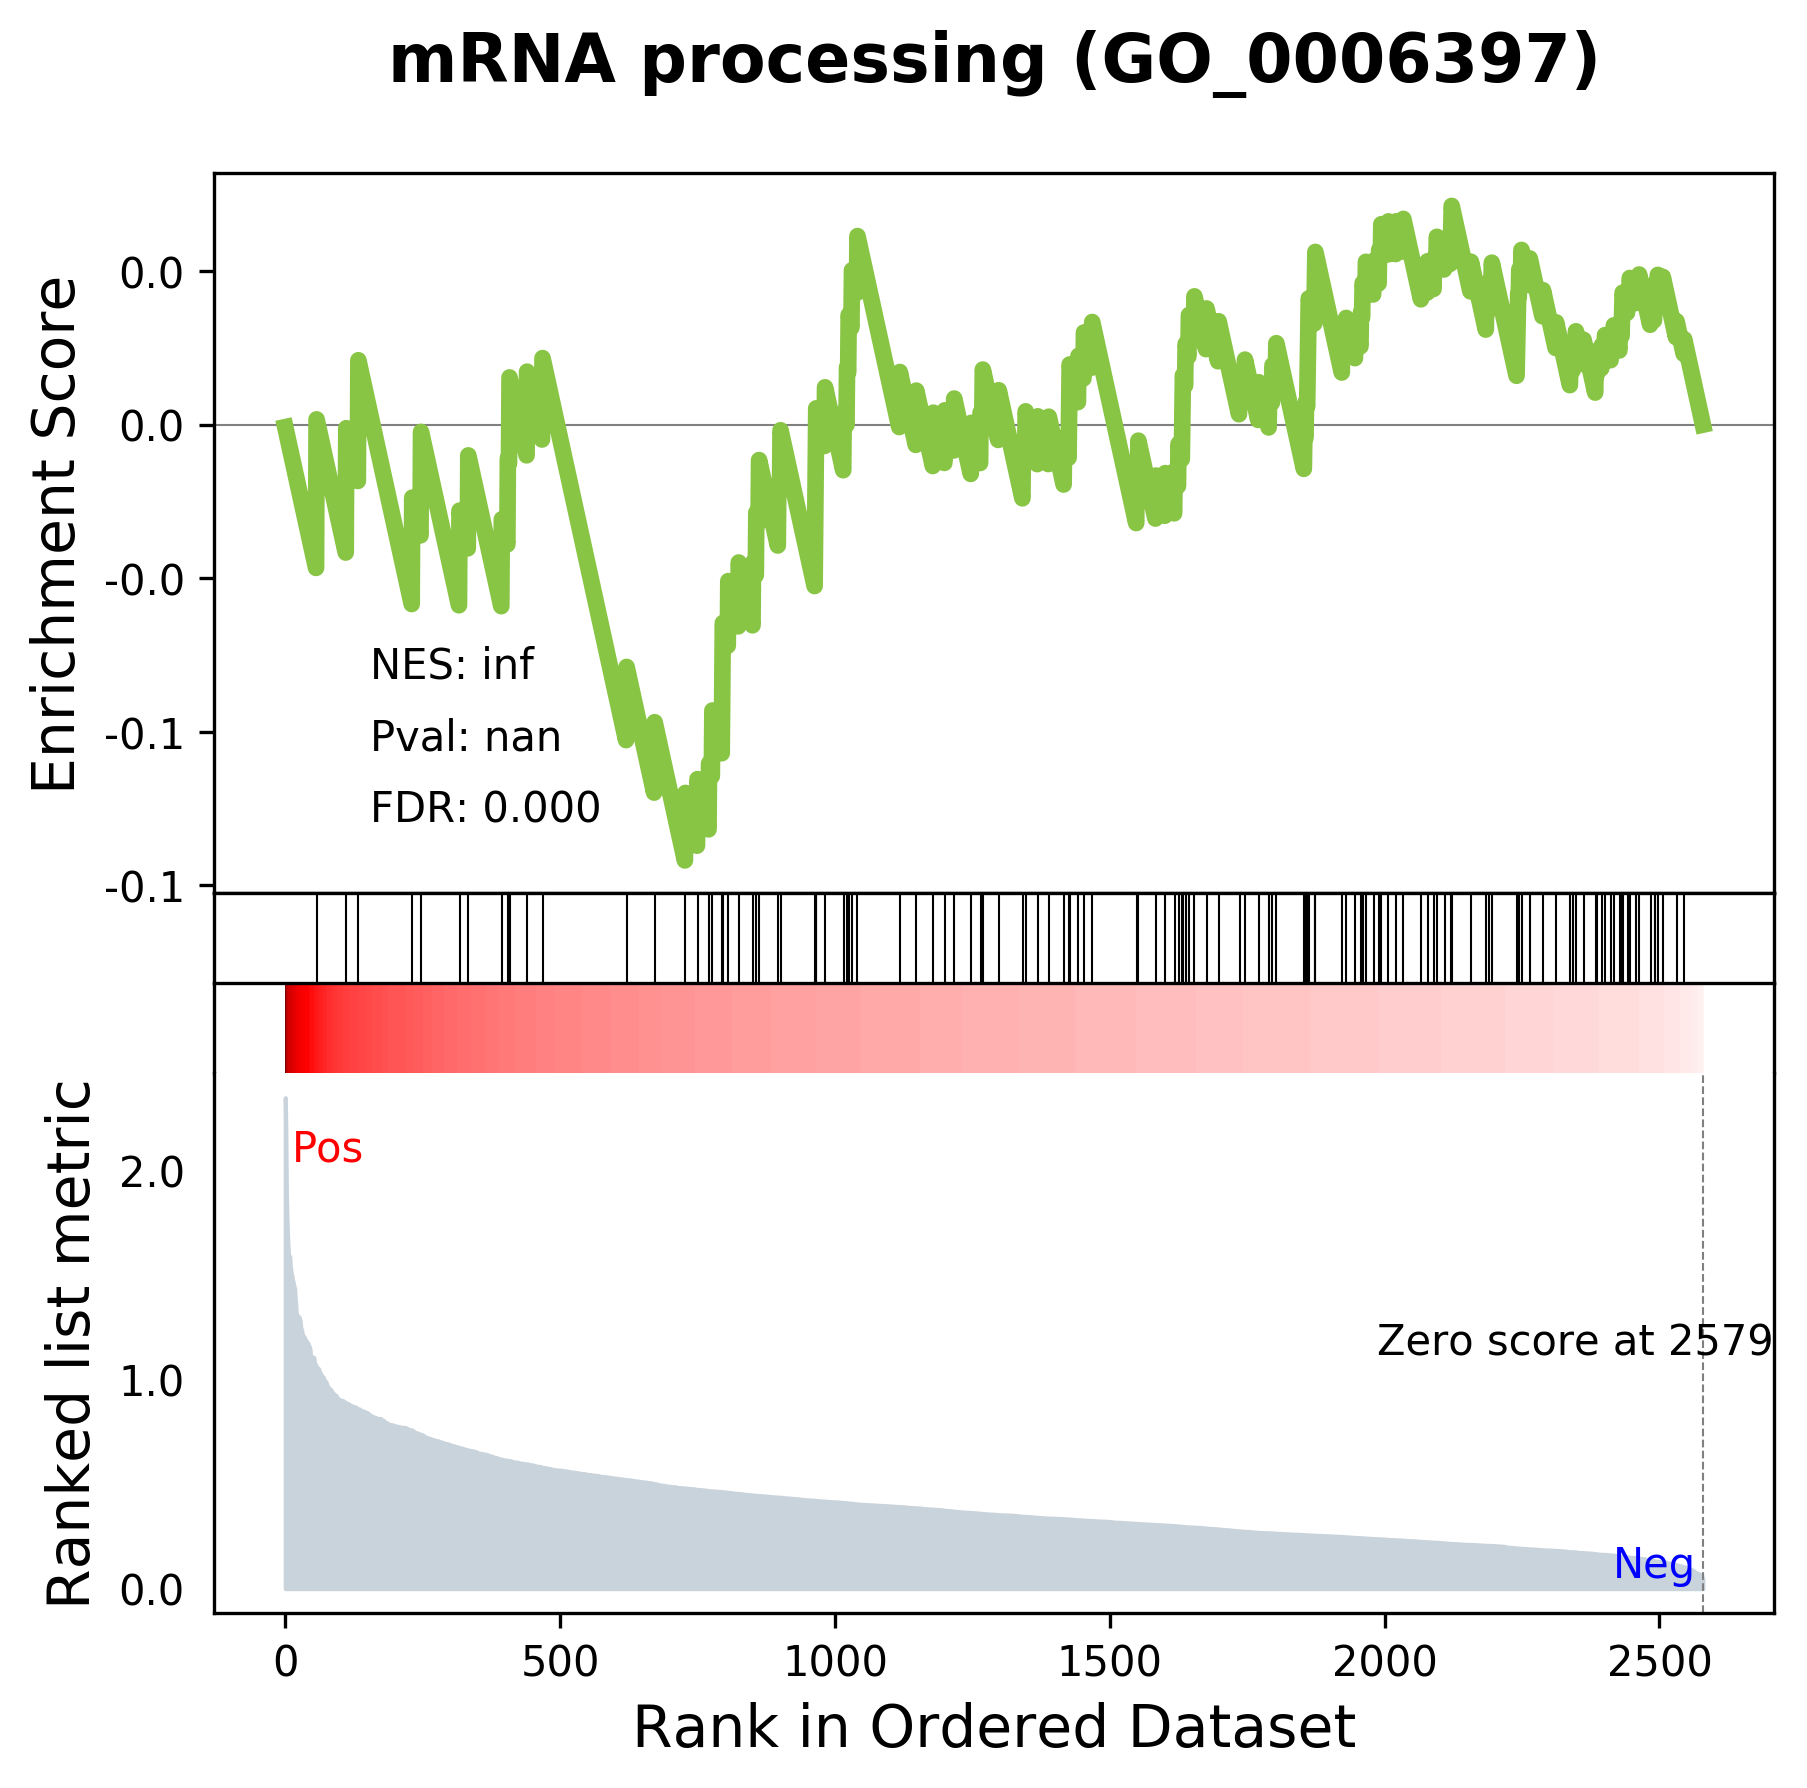 mRNA processing (GO_0006397)
Enrichment Score
0.0
0.0
-0.0
-0.1
-0.1
NES: inf
Pval: nan
FDR: 0.000
Ranked list metric
2.0
1.0
0.0
Pos
Zero score at 2579
Neg
0 500 1000 1500 2000 2500
Rank in Ordered Dataset